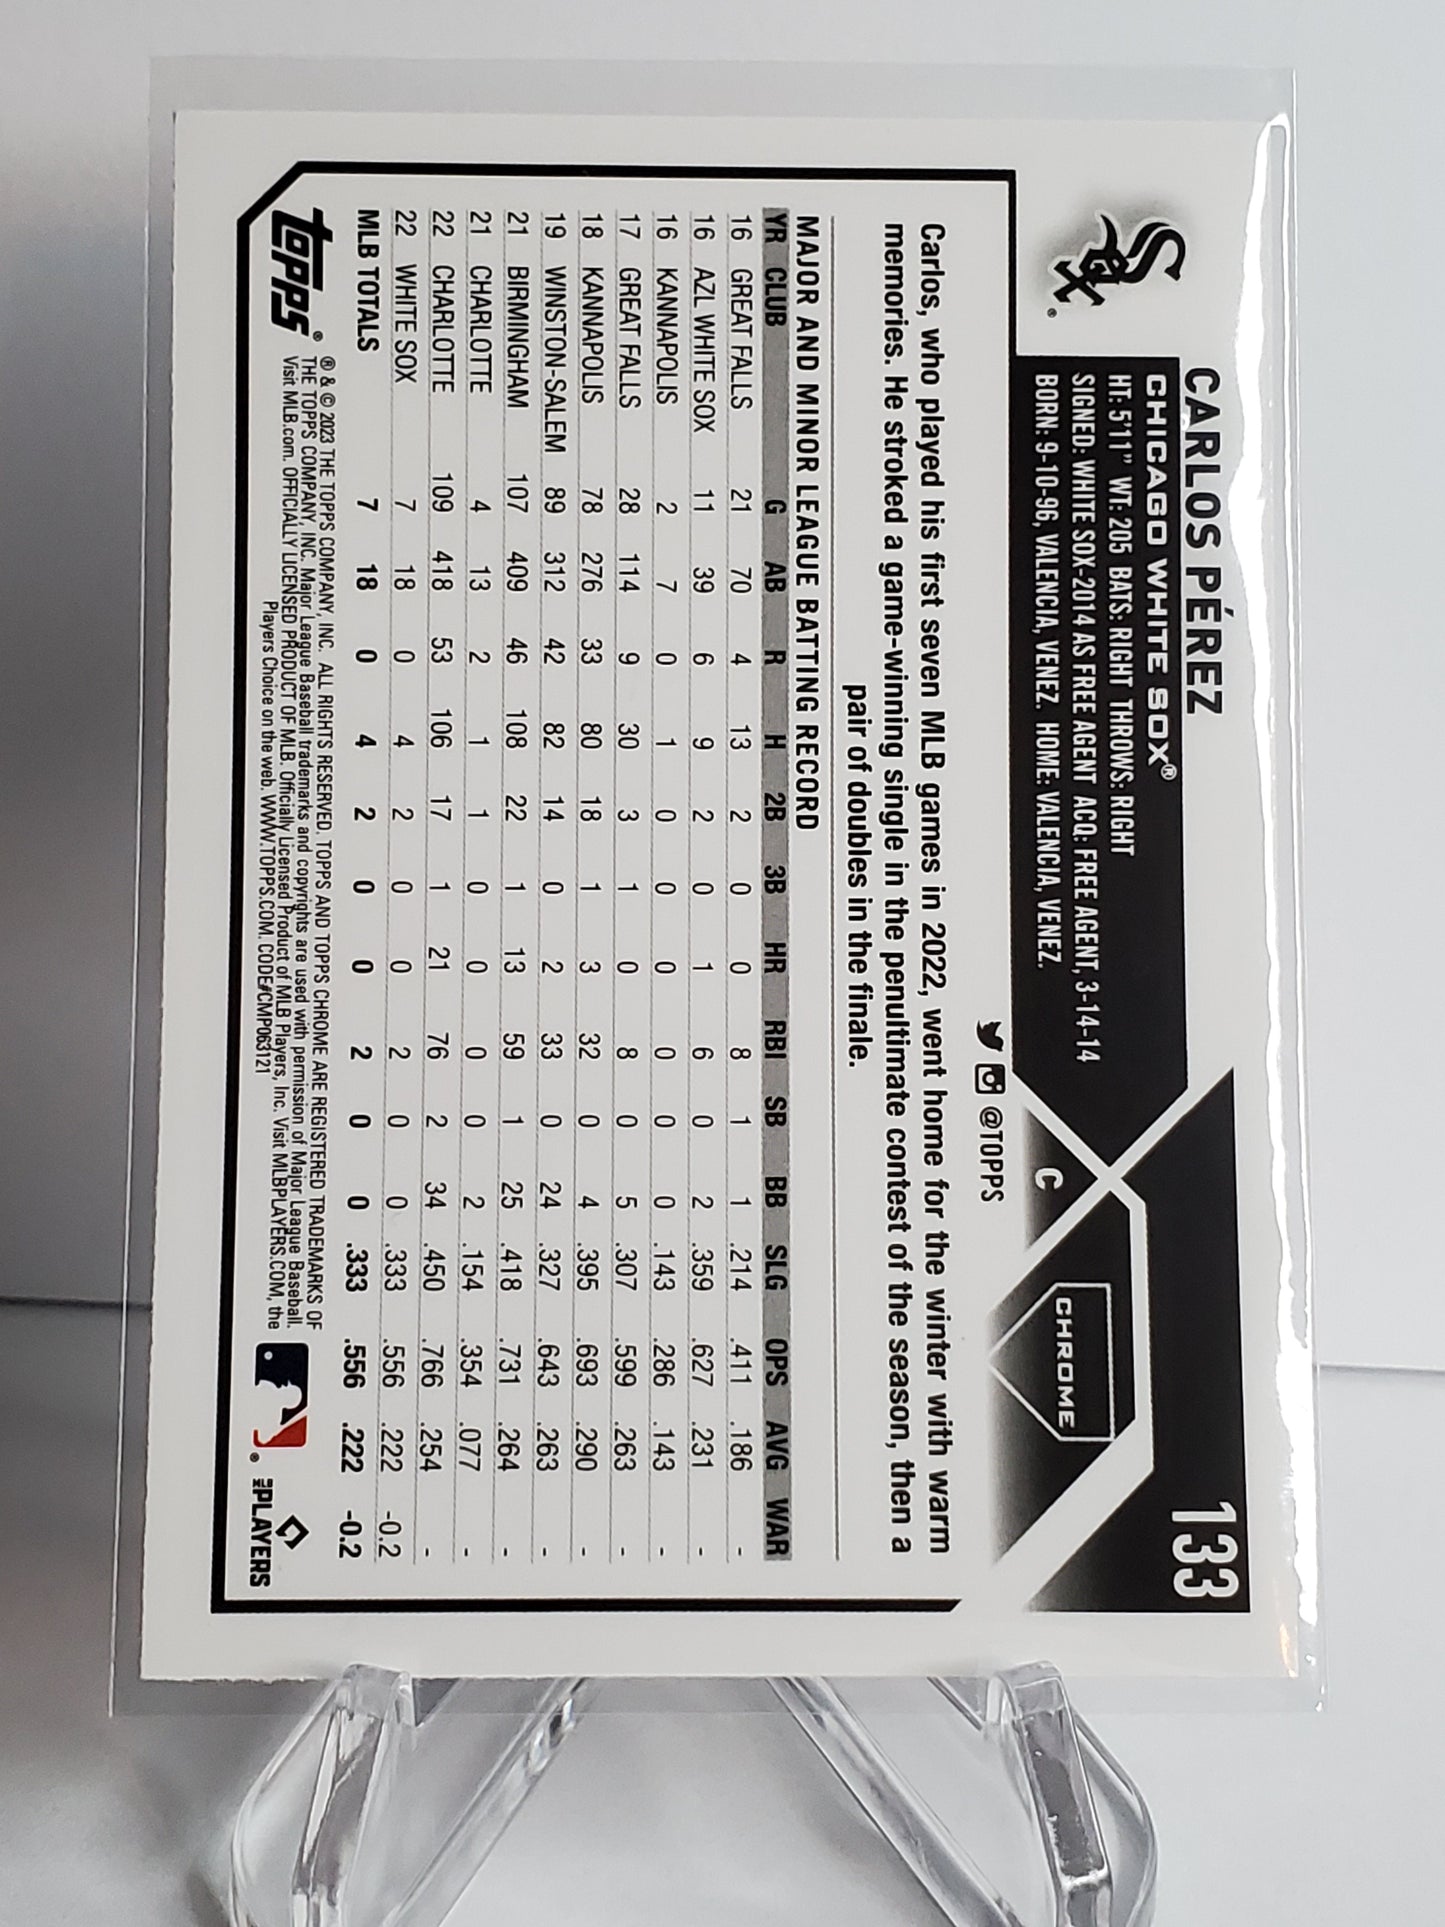 133
CARLOS PÉREZ
CHICAGO WHITE SOX®
HT: 5'11" WT: 205 BATS: RIGHT THROWS: RIGHT
SIGNED: WHITE SOX-2014 AS FREE AGENT ACQ: FREE AGENT, 3-14-14
BORN: 9-10-96, VALENCIA, VENEZ. HOME: VALENCIA, VENEZ.
SOX®
C
CHROME
@TOPPS
Carlos, who played his first seven MLB games in 2022, went home for the winter with warm
memories. He stroked a game-winning single in the penultimate contest of the season, then a
pair of doubles in the finale.
MAJOR AND MINOR LEAGUE BATTING RECORD
YR CLUB G AB R H 2B 3B HR RBI SB BB SLG OPS AVG WAR
16 GREAT FALLS 21 70 4 13 2 0 0 8 1 1 .214 .411 .186 -
16 AZL WHITE SOX 11 39 6 9 2 0 1 6 0 2 .359 .627 .231 -
16 KANNAPOLIS 2 7 0 1 0 0 0 0 0 0 .143 .286 .143 -
17 GREAT FALLS 28 114 9 30 3 1 0 8 0 5 .307 .599 .263 -
18 KANNAPOLIS 78 276 33 80 18 1 3 32 0 4 .395 .693 .290 -
19 WINSTON-SALEM 89 312 42 82 14 0 2 33 0 24 .327 .643 .263 -
21 BIRMINGHAM 107 409 46 108 22 1 13 59 1 25 .418 .731 .264 -
21 CHARLOTTE 4 13 2 1 1 0 0 0 0 2 .154 .354 .077 -
22 CHARLOTTE 109 418 53 106 17 1 21 76 2 34 .450 .766 .254 -
22 WHITE SOX 7 18 0 4 2 0 0 2 0 0 .333 .556 .222 -0.2
MLB TOTALS 7 18 0 4 2 0 0 2 0 0 .333 .556 .222 -0.2
topps®
® & © 2023 THE TOPPS COMPANY, INC. ALL RIGHTS RESERVED. TOPPS AND TOPPS CHROME ARE REGISTERED TRADEMARKS OF
THE TOPPS COMPANY, INC. Major League Baseball trademarks and copyrights are used with permission of Major League Baseball.
Visit MLB.com. OFFICIALLY LICENSED PRODUCT OF MLB. Officially Licensed Product of MLB Players, Inc. Visit MLBPLAYERS.COM, the
Players Choice on the web. WWW.TOPPS.COM. CODE#CMP063121
®
MLB PLAYERS